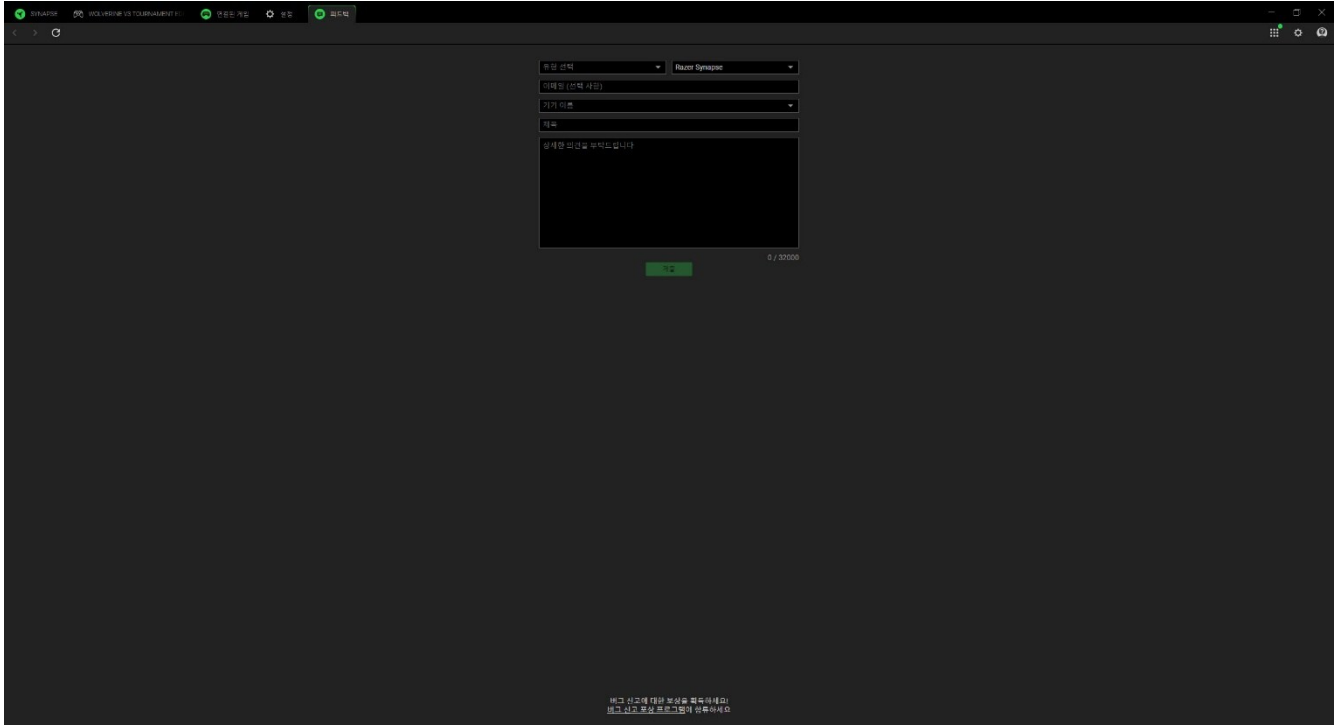 SYNAPSE
WOLVERINE V3 TOURNAMENT
연결된 게임
설정
피드백
유형 선택
Razer Synapse
이메일 (선택 사항)
기기 이름
제목
상세한 의견을 부탁드립니다
0 / 32000
제출
버그 신고에 대한 보상을 획득하세요!
버그 신고 포상 프로그램에 합류하세요